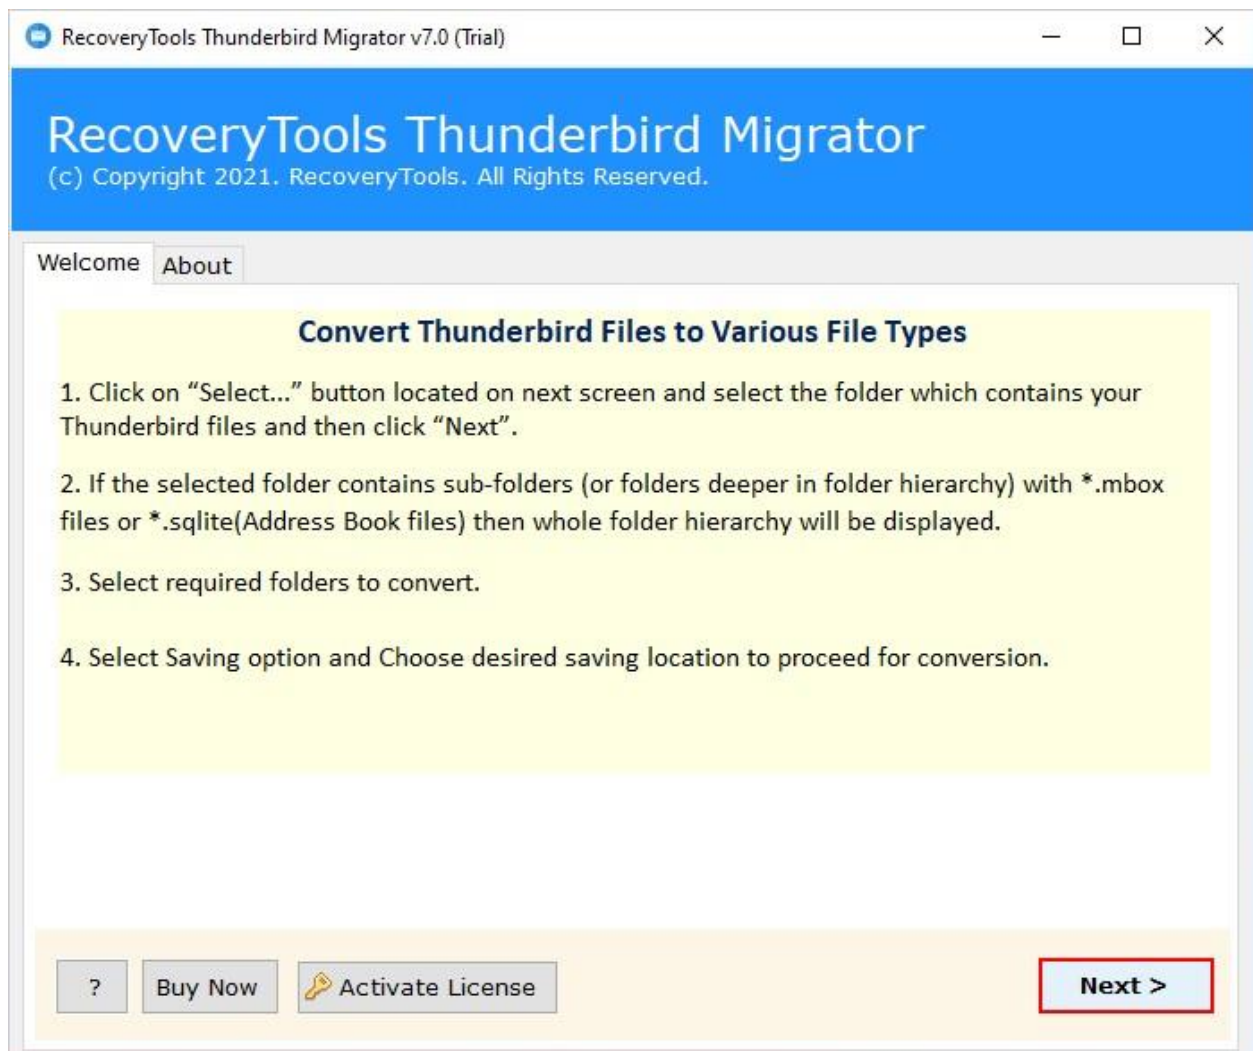 RecoveryTools Thunderbird Migrator v7.0 (Trial)
RecoveryTools Thunderbird Migrator
(c) Copyright 2021. RecoveryTools. All Rights Reserved.
Welcome About
Convert Thunderbird Files to Various File Types
1. Click on “Select...” button located on next screen and select the folder which contains your
Thunderbird files and then click “Next”.
2. If the selected folder contains sub-folders (or folders deeper in folder hierarchy) with *.mbox
files or *.sqlite(Address Book files) then whole folder hierarchy will be displayed.
3. Select required folders to convert.
4. Select Saving option and Choose desired saving location to proceed for conversion.
? Buy Now Activate License Next >